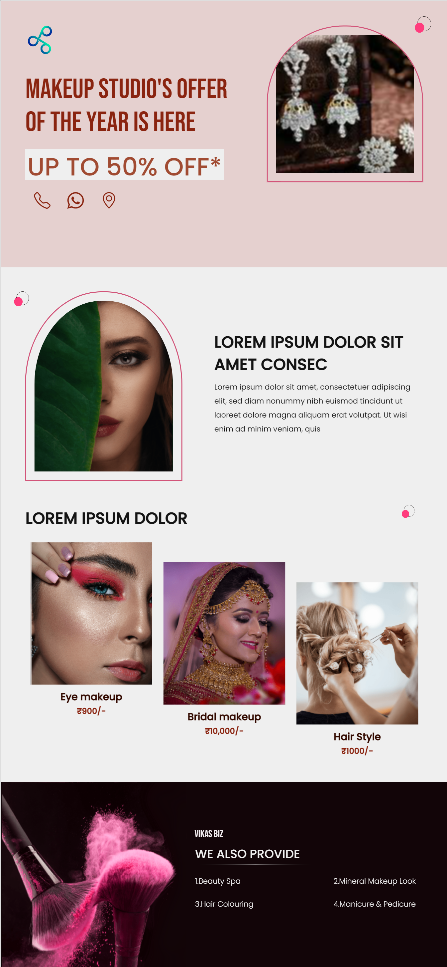 MAKEUP STUDIO'S OFFER
OF THE YEAR IS HERE
UP TO 50% OFF*
LOREM IPSUM DOLOR SIT
AMET CONSEC
Lorem ipsum dolor sit amet, consectetuer adipiscing
elit, sed diam nonummy nibh euismod tincidunt ut
laoreet dolore magna aliquam erat volutpat. Ut wisi
enim ad minim veniam, quis
LOREM IPSUM DOLOR
Eye makeup
₹900/-
Bridal makeup
₹10,000/-
Hair Style
₹1000/-
VIKAS BIZ
WE ALSO PROVIDE
1.Beauty Spa
2.Mineral Makeup Look
3.Hair Colouring
4.Manicure & Pedicure